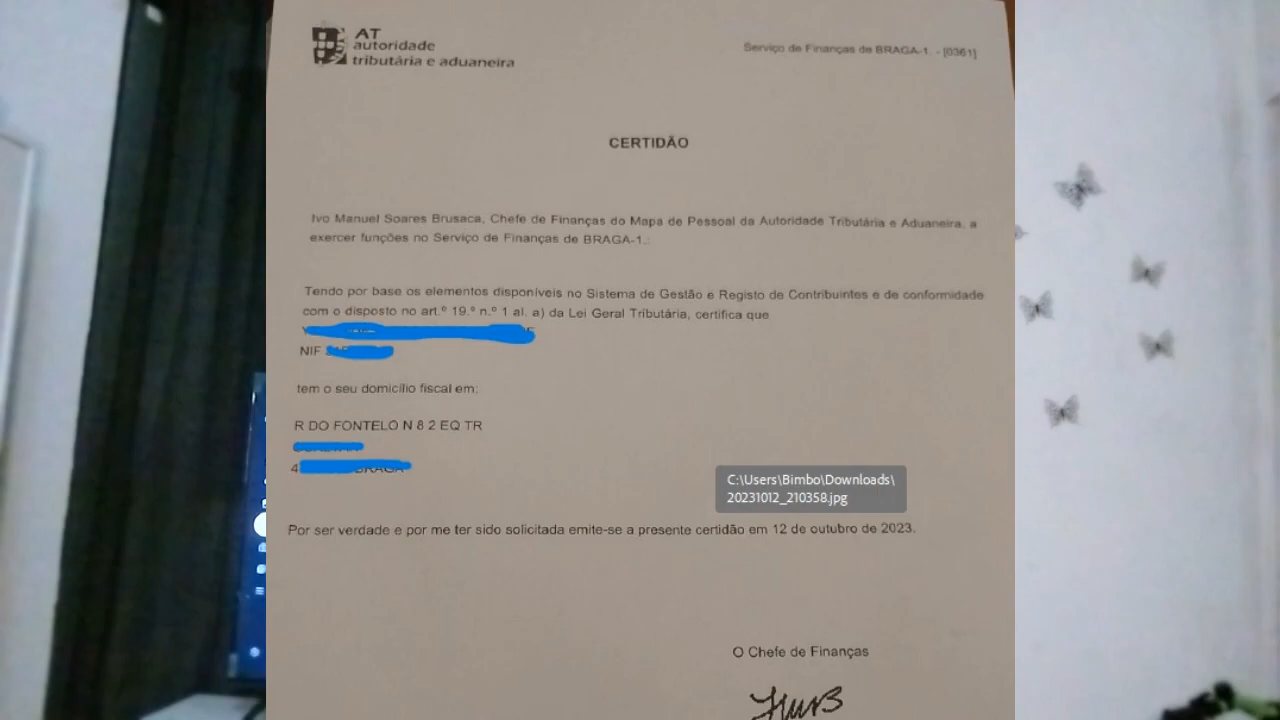 AT
autoridade
tributária e aduaneira
Serviço de Finanças de BRAGA-1. - [0361]
CERTIDÃO
Ivo Manuel Soares Brusaca, Chefe de Finanças do Mapa de Pessoal da Autoridade Tributária e Aduaneira, a
exercer funções no Serviço de Finanças de BRAGA-1.:
Tendo por base os elementos disponíveis no Sistema de Gestão e Registo de Contribuintes e de conformidade
com o disposto no art.º 19.º n.º 1 al. a) da Lei Geral Tributária, certifica que
NIF
tem o seu domicílio fiscal em:
R DO FONTELO N 8 2 EQ TR
4
C:\Users\Bimbo\Downloads\
20231012_210358.jpg
Por ser verdade e por me ter sido solicitada emite-se a presente certidão em 12 de outubro de 2023.
O Chefe de Finanças